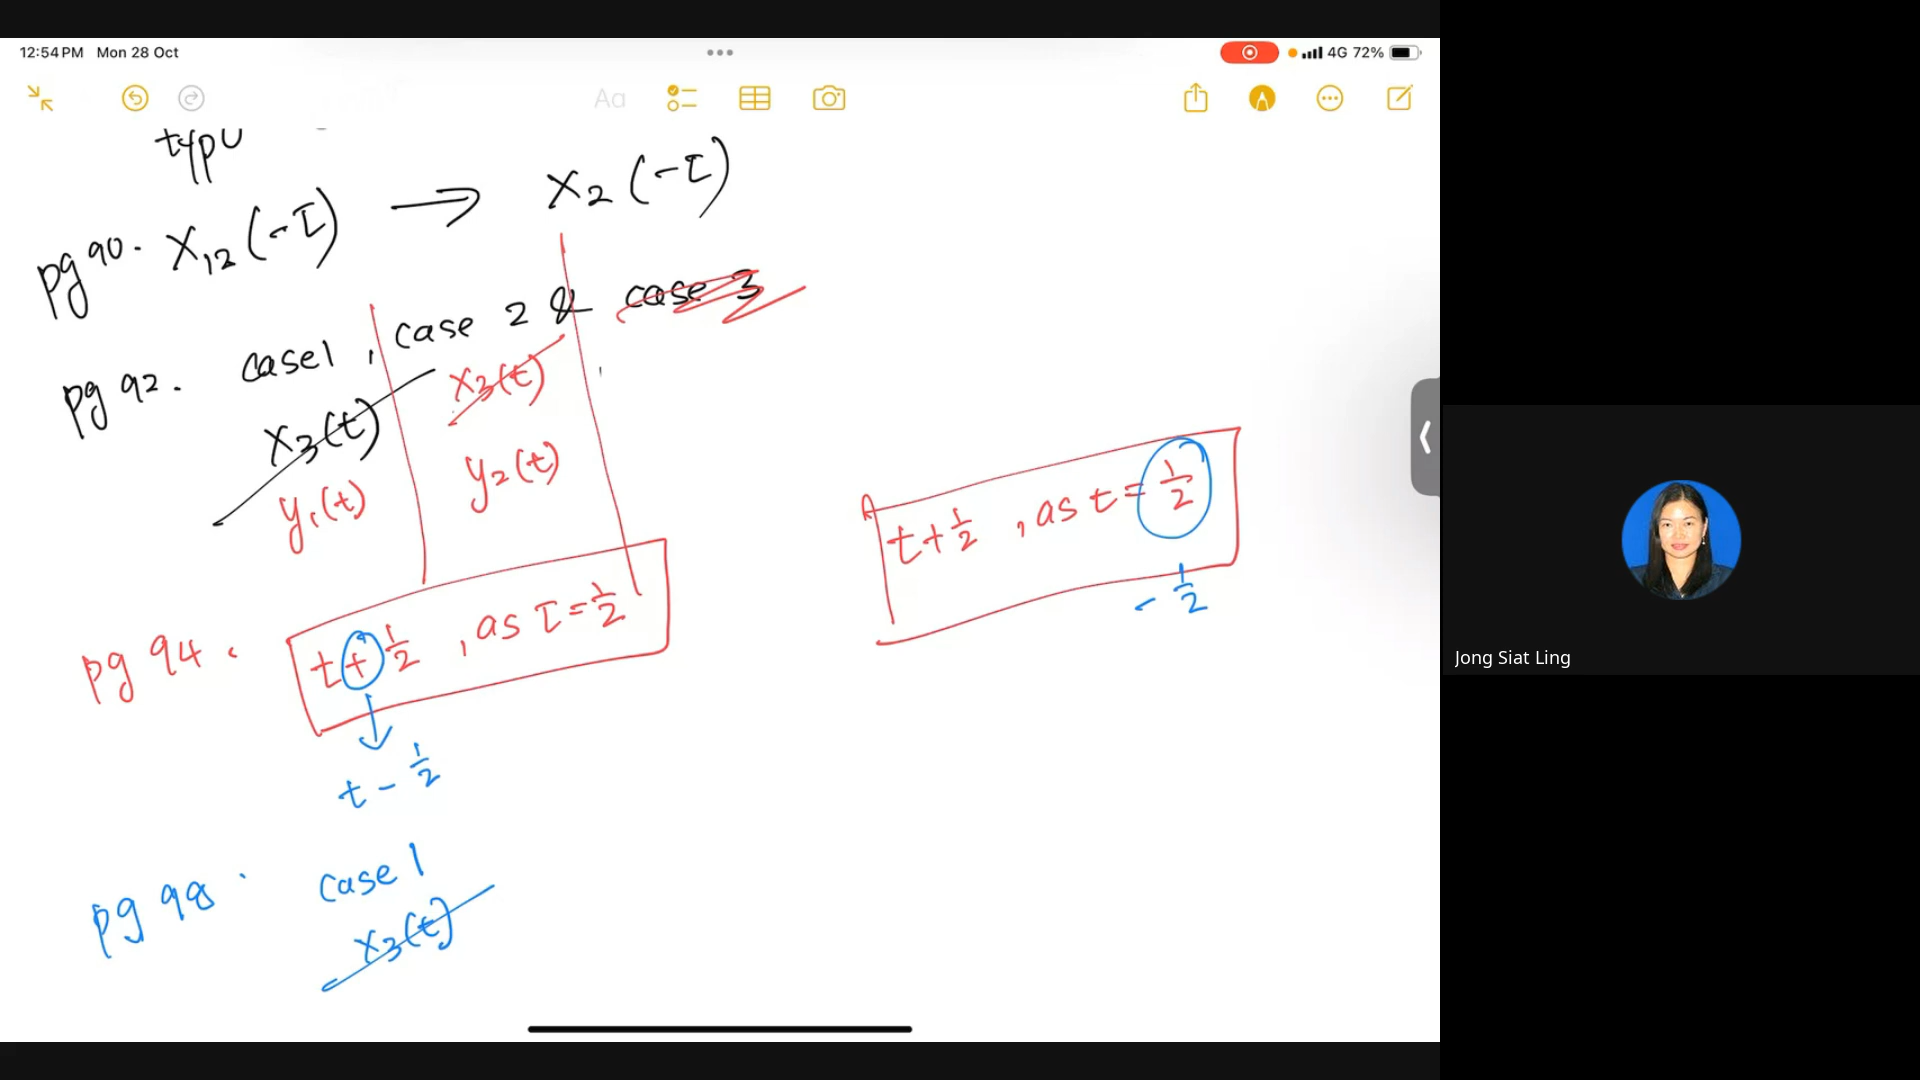 12:54 PM Mon 28 Oct
4G 72%
Aa
typo
pg 90. X₁₂(-τ) → X₂(-τ)
pg 92. case 1, case 2 & case 3
x₃(t) x₃(t)
y₁(t) y₂(t)
t+½, as t=½
-½
pg 94. t+½, as τ=½
t-½
pg 98. case 1
x₃(t)
Jong Siat Ling